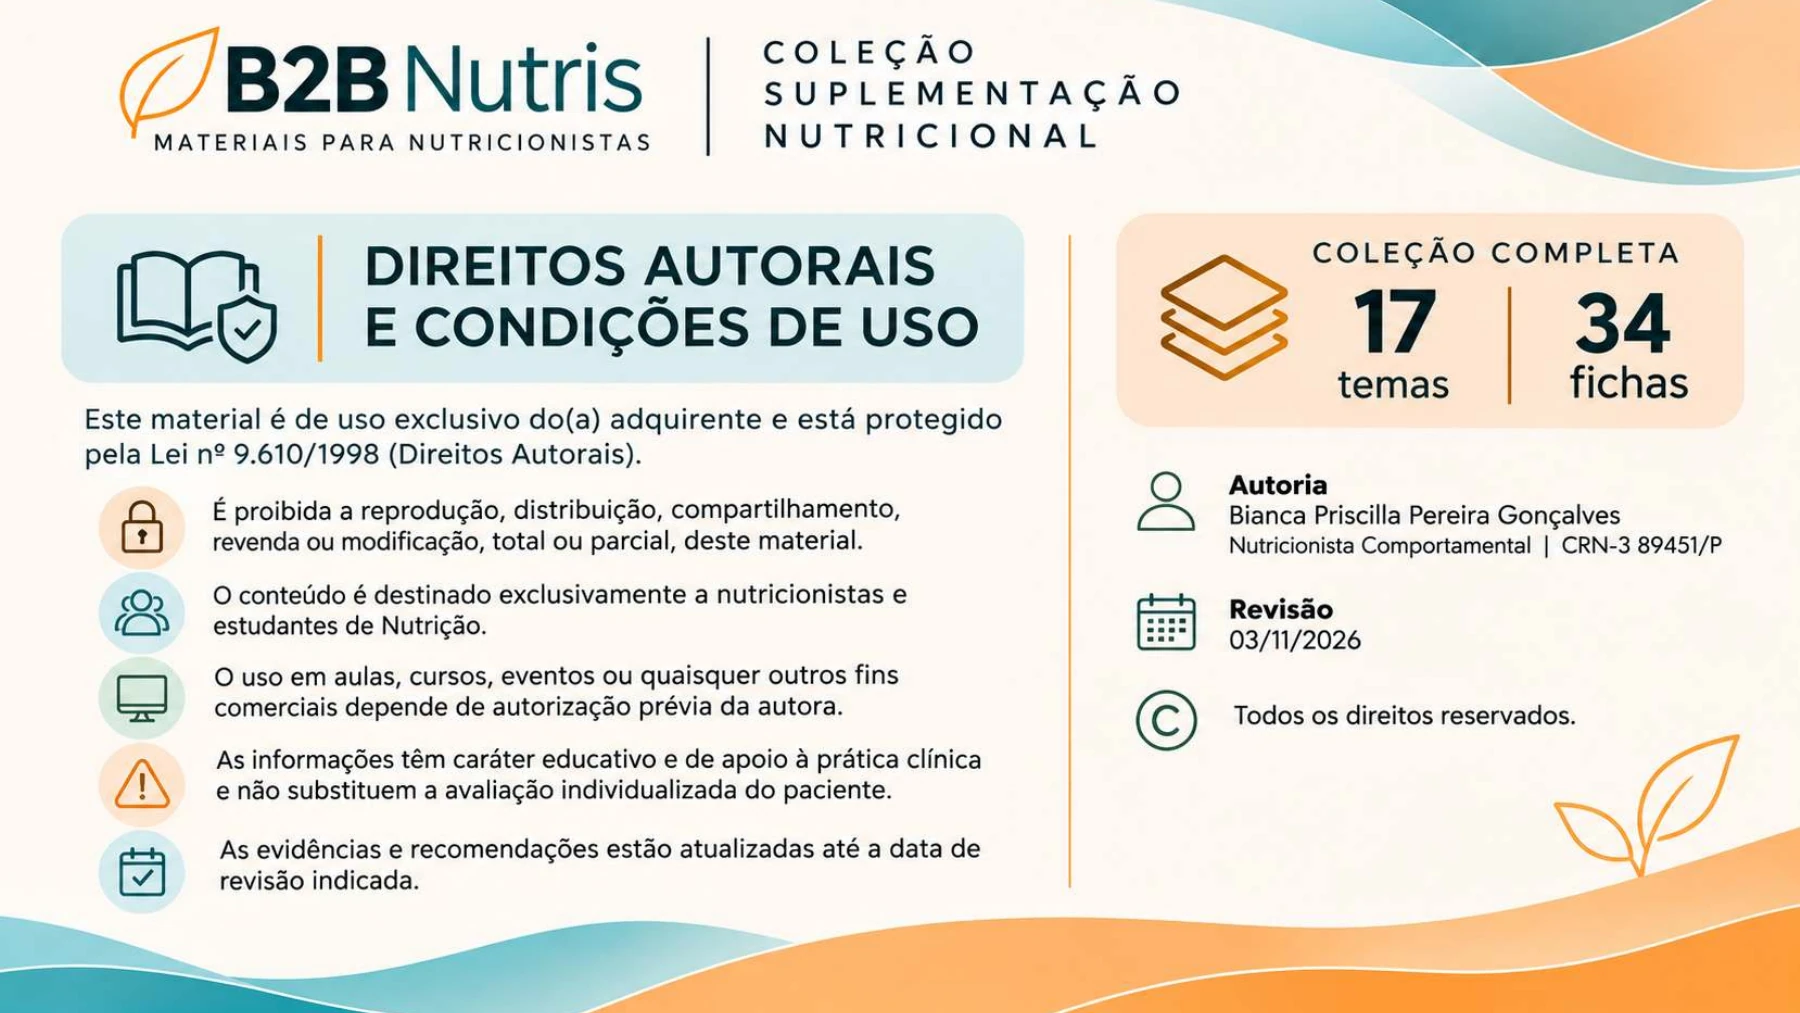 B2B Nutris
MATERIAIS PARA NUTRICIONISTAS
COLEÇÃO
SUPLEMENTAÇÃO
NUTRICIONAL
DIREITOS AUTORAIS
E CONDIÇÕES DE USO
Este material é de uso exclusivo do(a) adquirente e está protegido
pela Lei nº 9.610/1998 (Direitos Autorais).
É proibida a reprodução, distribuição, compartilhamento,
revenda ou modificação, total ou parcial, deste material.
O conteúdo é destinado exclusivamente a nutricionistas e
estudantes de Nutrição.
O uso em aulas, cursos, eventos ou quaisquer outros fins
comerciais depende de autorização prévia da autora.
As informações têm caráter educativo e de apoio à prática clínica
e não substituem a avaliação individualizada do paciente.
As evidências e recomendações estão atualizadas até a data de
revisão indicada.
COLEÇÃO COMPLETA
17
temas
34
fichas
Autoria
Bianca Priscilla Pereira Gonçalves
Nutricionista Comportamental | CRN-3 89451/P
Revisão
03/11/2026
C
Todos os direitos reservados.